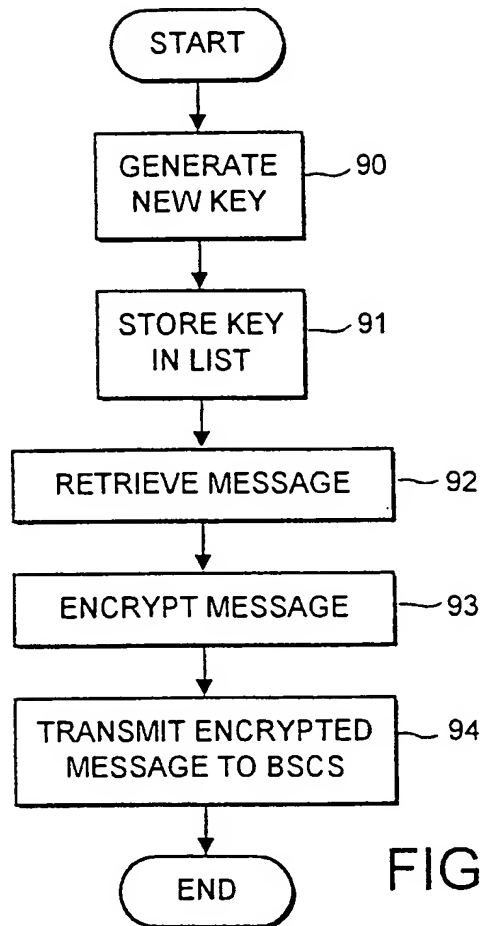 START
GENERATE
NEW KEY
90
STORE KEY
IN LIST
91
RETRIEVE MESSAGE
92
ENCRYPT MESSAGE
93
TRANSMIT ENCRYPTED
MESSAGE TO BSCS
94
END
FIG